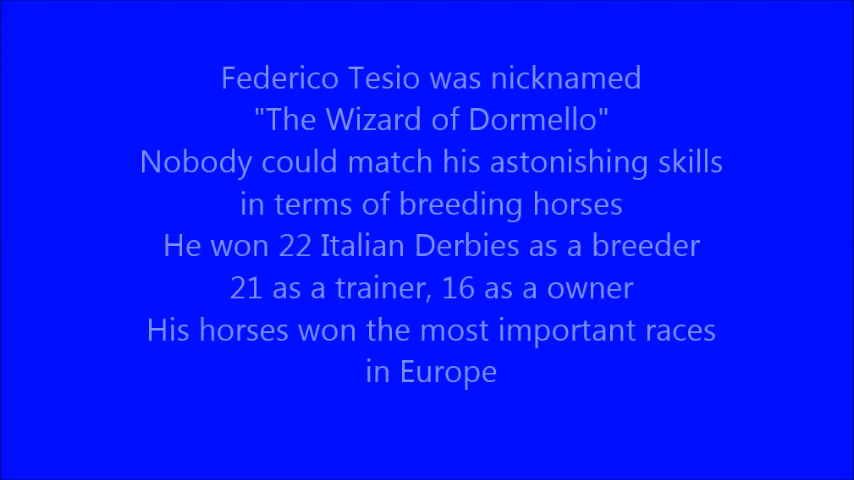 Federico Tesio was nicknamed
"The Wizard of Dormello"
Nobody could match his astonishing skills
in terms of breeding horses
He won 22 Italian Derbies as a breeder
21 as a trainer, 16 as a owner
His horses won the most important races
in Europe